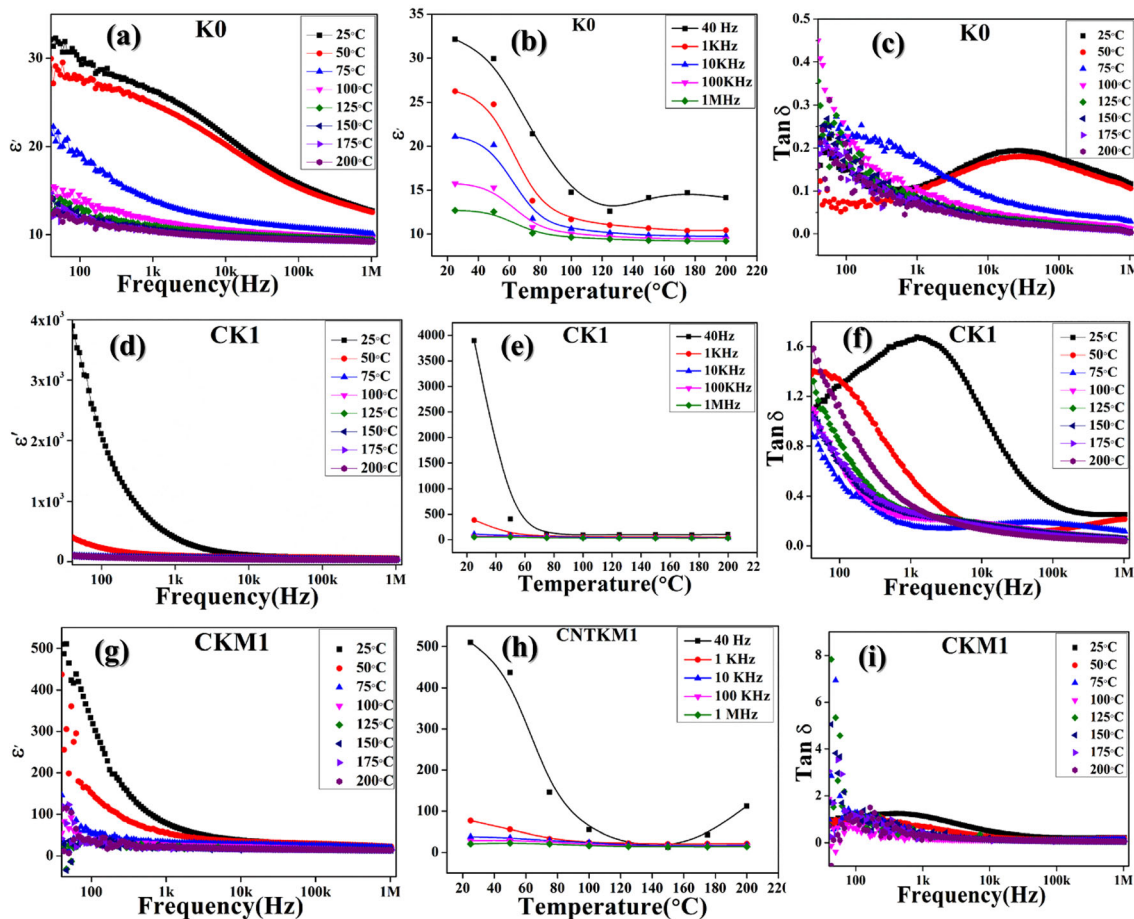 (a)
K0
25°C
50°C
75°C
100°C
125°C
150°C
175°C
200°C
30
20
10
ε′
100
1k
10k
100k
1M
Frequency(Hz)
(b)
K0
40 Hz
1KHz
10KHz
100KHz
1MHz
35
30
25
20
15
10
ε′
20 40 60 80 100 120 140 160 180 200 220
Temperature(°C)
(c)
K0
25°C
50°C
75°C
100°C
125°C
150°C
175°C
200°C
0.5
0.4
0.3
0.2
0.1
0.0
Tan δ
100
1k
10k
100k
1M
Frequency(Hz)
(d)
CK1
25°C
50°C
75°C
100°C
125°C
150°C
175°C
200°C
4x10³
3x10³
2x10³
1x10³
0
ε′
100
1k
10k
100k
1M
Frequency(Hz)
(e)
CK1
40Hz
1KHz
10KHz
100KHz
1MHz
4000
3500
3000
2500
2000
1500
1000
500
0
ε′
20 40 60 80 100 120 140 160 180 200 220
Temperature(°C)
(f)
CK1
25°C
50°C
75°C
100°C
125°C
150°C
175°C
200°C
1.6
1.2
0.8
0.4
0.0
Tan δ
100
1k
10k
100k
1M
Frequency(Hz)
(g)
CKM1
25°C
50°C
75°C
100°C
125°C
150°C
175°C
200°C
500
400
300
200
100
0
ε′
100
1k
10k
100k
1M
Frequency(Hz)
(h)
CNTKM1
40 Hz
1 KHz
10 KHz
100 KHz
1 MHz
500
400
300
200
100
0
ε′
20 40 60 80 100 120 140 160 180 200 220
Temperature(°C)
(i)
CKM1
25°C
50°C
75°C
100°C
125°C
150°C
175°C
200°C
8
6
4
2
0
Tan δ
100
1k
10k
100k
1M
Frequency(Hz)